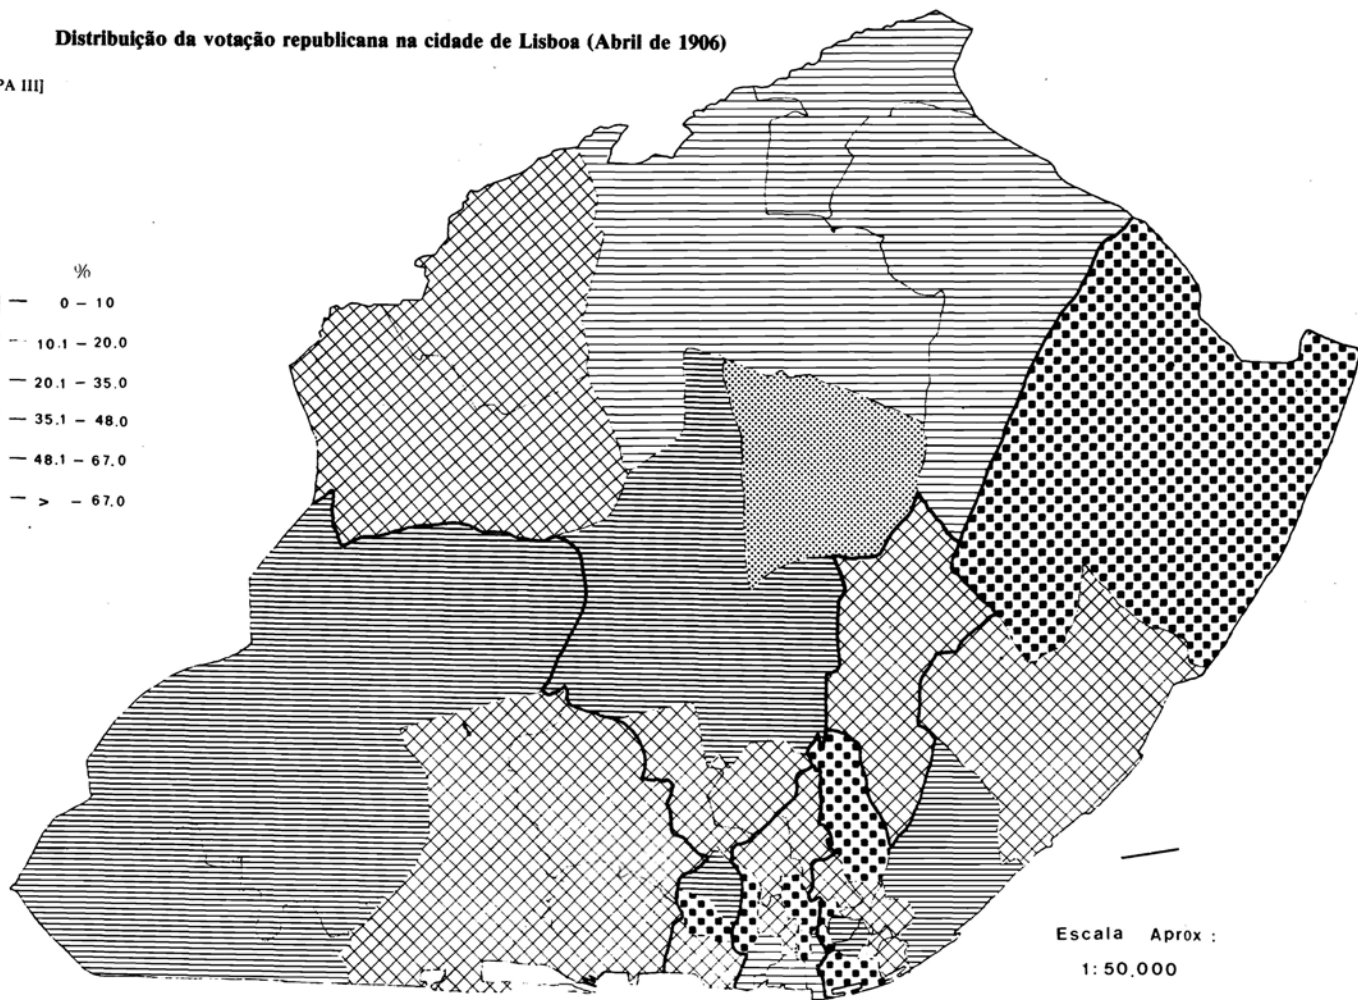 Distribuição da votação republicana na cidade de Lisboa (Abril de 1906)
PA III]
%
— 0 – 10
-- 10.1 – 20.0
— 20.1 – 35.0
— 35.1 – 48.0
— 48.1 – 67.0
— > – 67.0
Escala Aprox :
1:50.000